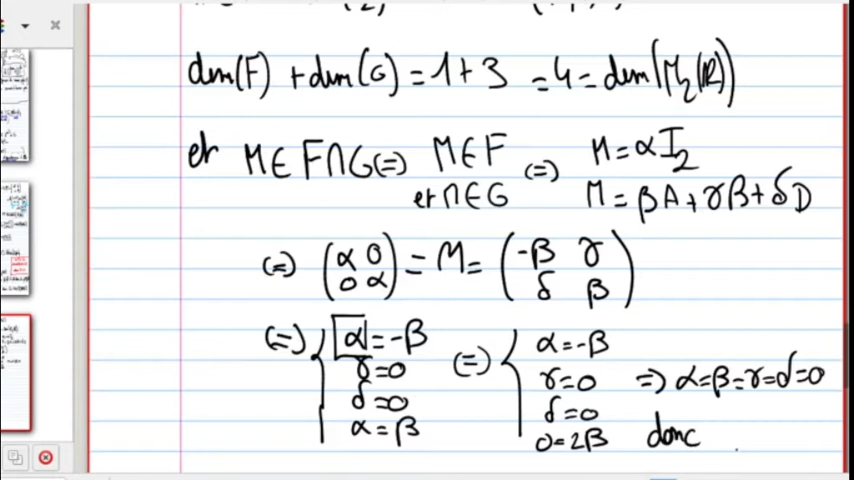 dim(F) + dim(G) = 1 + 3 = 4 = dim(M₂(ℝ))
et M ∈ F∩G (=) M ∈ F et M ∈ G (=) M = αI₂
M = βA + γB + δD
(=) (α 0 0 α) = M = (-β γ δ β)
(=) { α = -β (=) { α = -β
γ = 0 γ = 0 => α = β = γ = δ = 0
δ = 0 δ = 0
α = β 0 = 2β donc